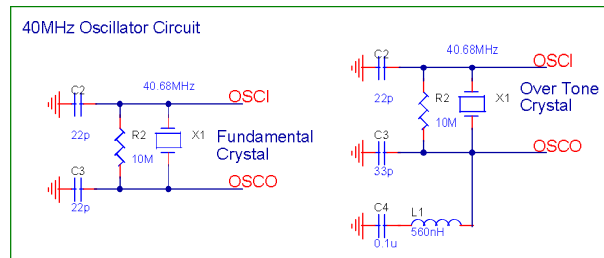 40MHz Oscillator Circuit
C2
40.68MHz
OSCI
22p
R2
X1
10M
Fundamental
Crystal
C3
OSCO
22p
C2
40.68MHz
OSCI
22p
R2
X1
10M
Over Tone
Crystal
C3
OSCO
33p
C4
L1
0.1u
560nH